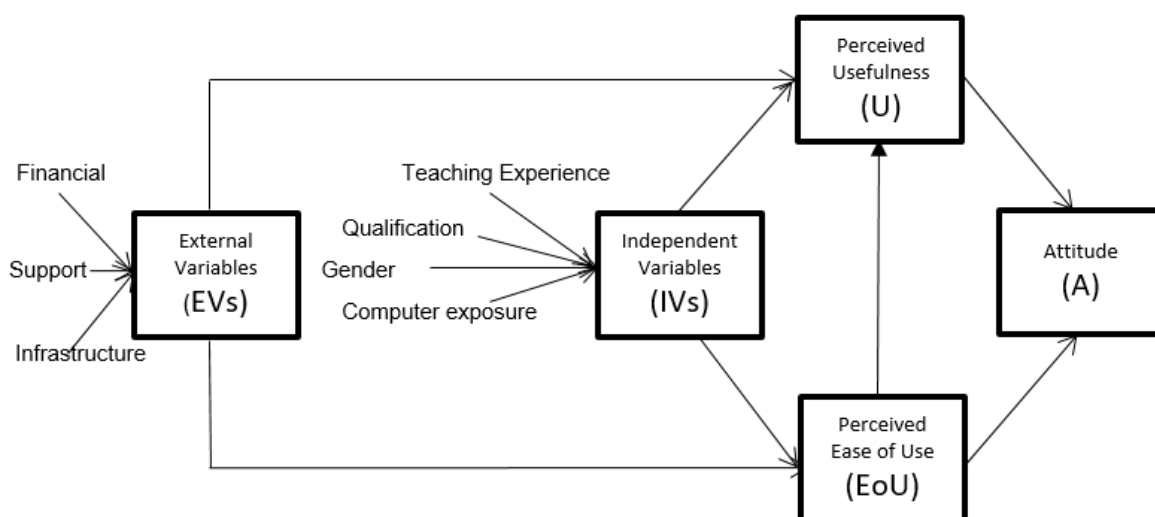 Perceived
Usefulness
(U)
Financial
Support
Infrastructure
External
Variables
(EVs)
Teaching Experience
Qualification
Gender
Computer exposure
Independent
Variables
(IVs)
Attitude
(A)
Perceived
Ease of Use
(EoU)